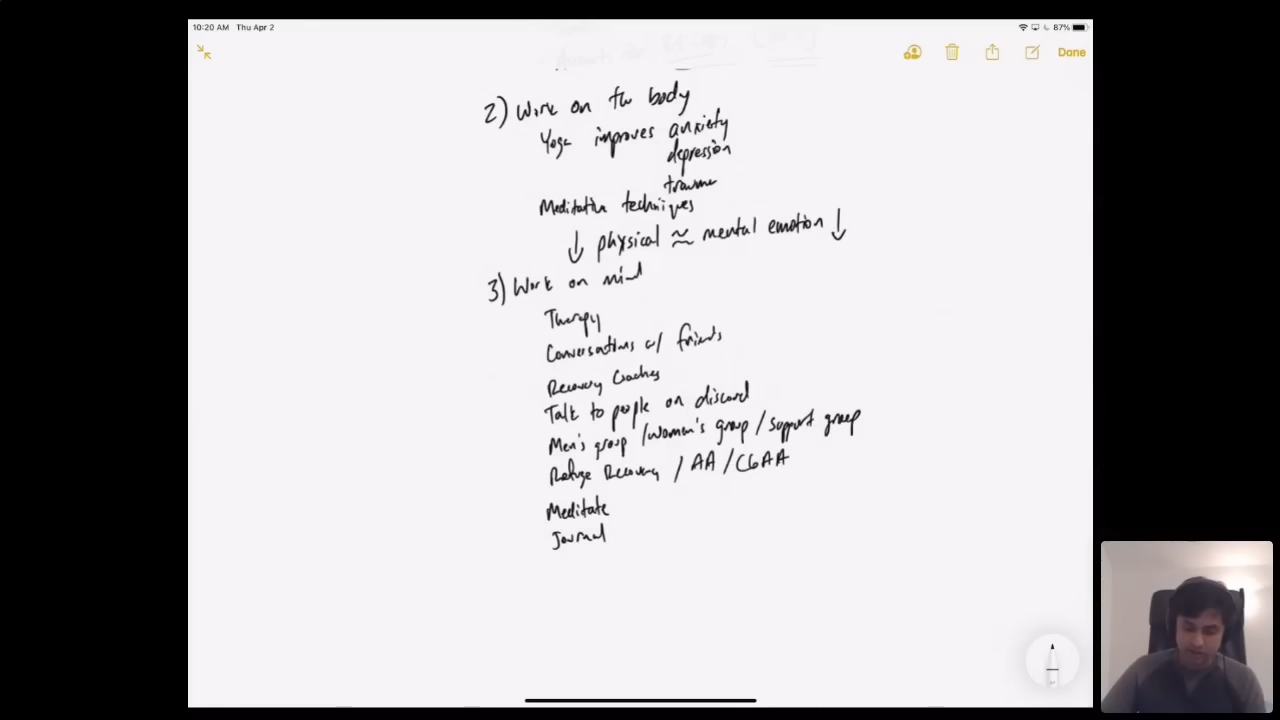 10:20 AM Thu Apr 2
87%
Done
2) Work on the body
Yoga improves anxiety
depression
trauma
Meditative techniques
↓ physical ≈ mental emotion ↓
3) Work on mind
Therapy
Conversations w/ friends
Recovery Coaches
Talk to people on discord
Men's group / women's group / support group
Refuge Recovery / AA / CGAA
Meditate
Journal